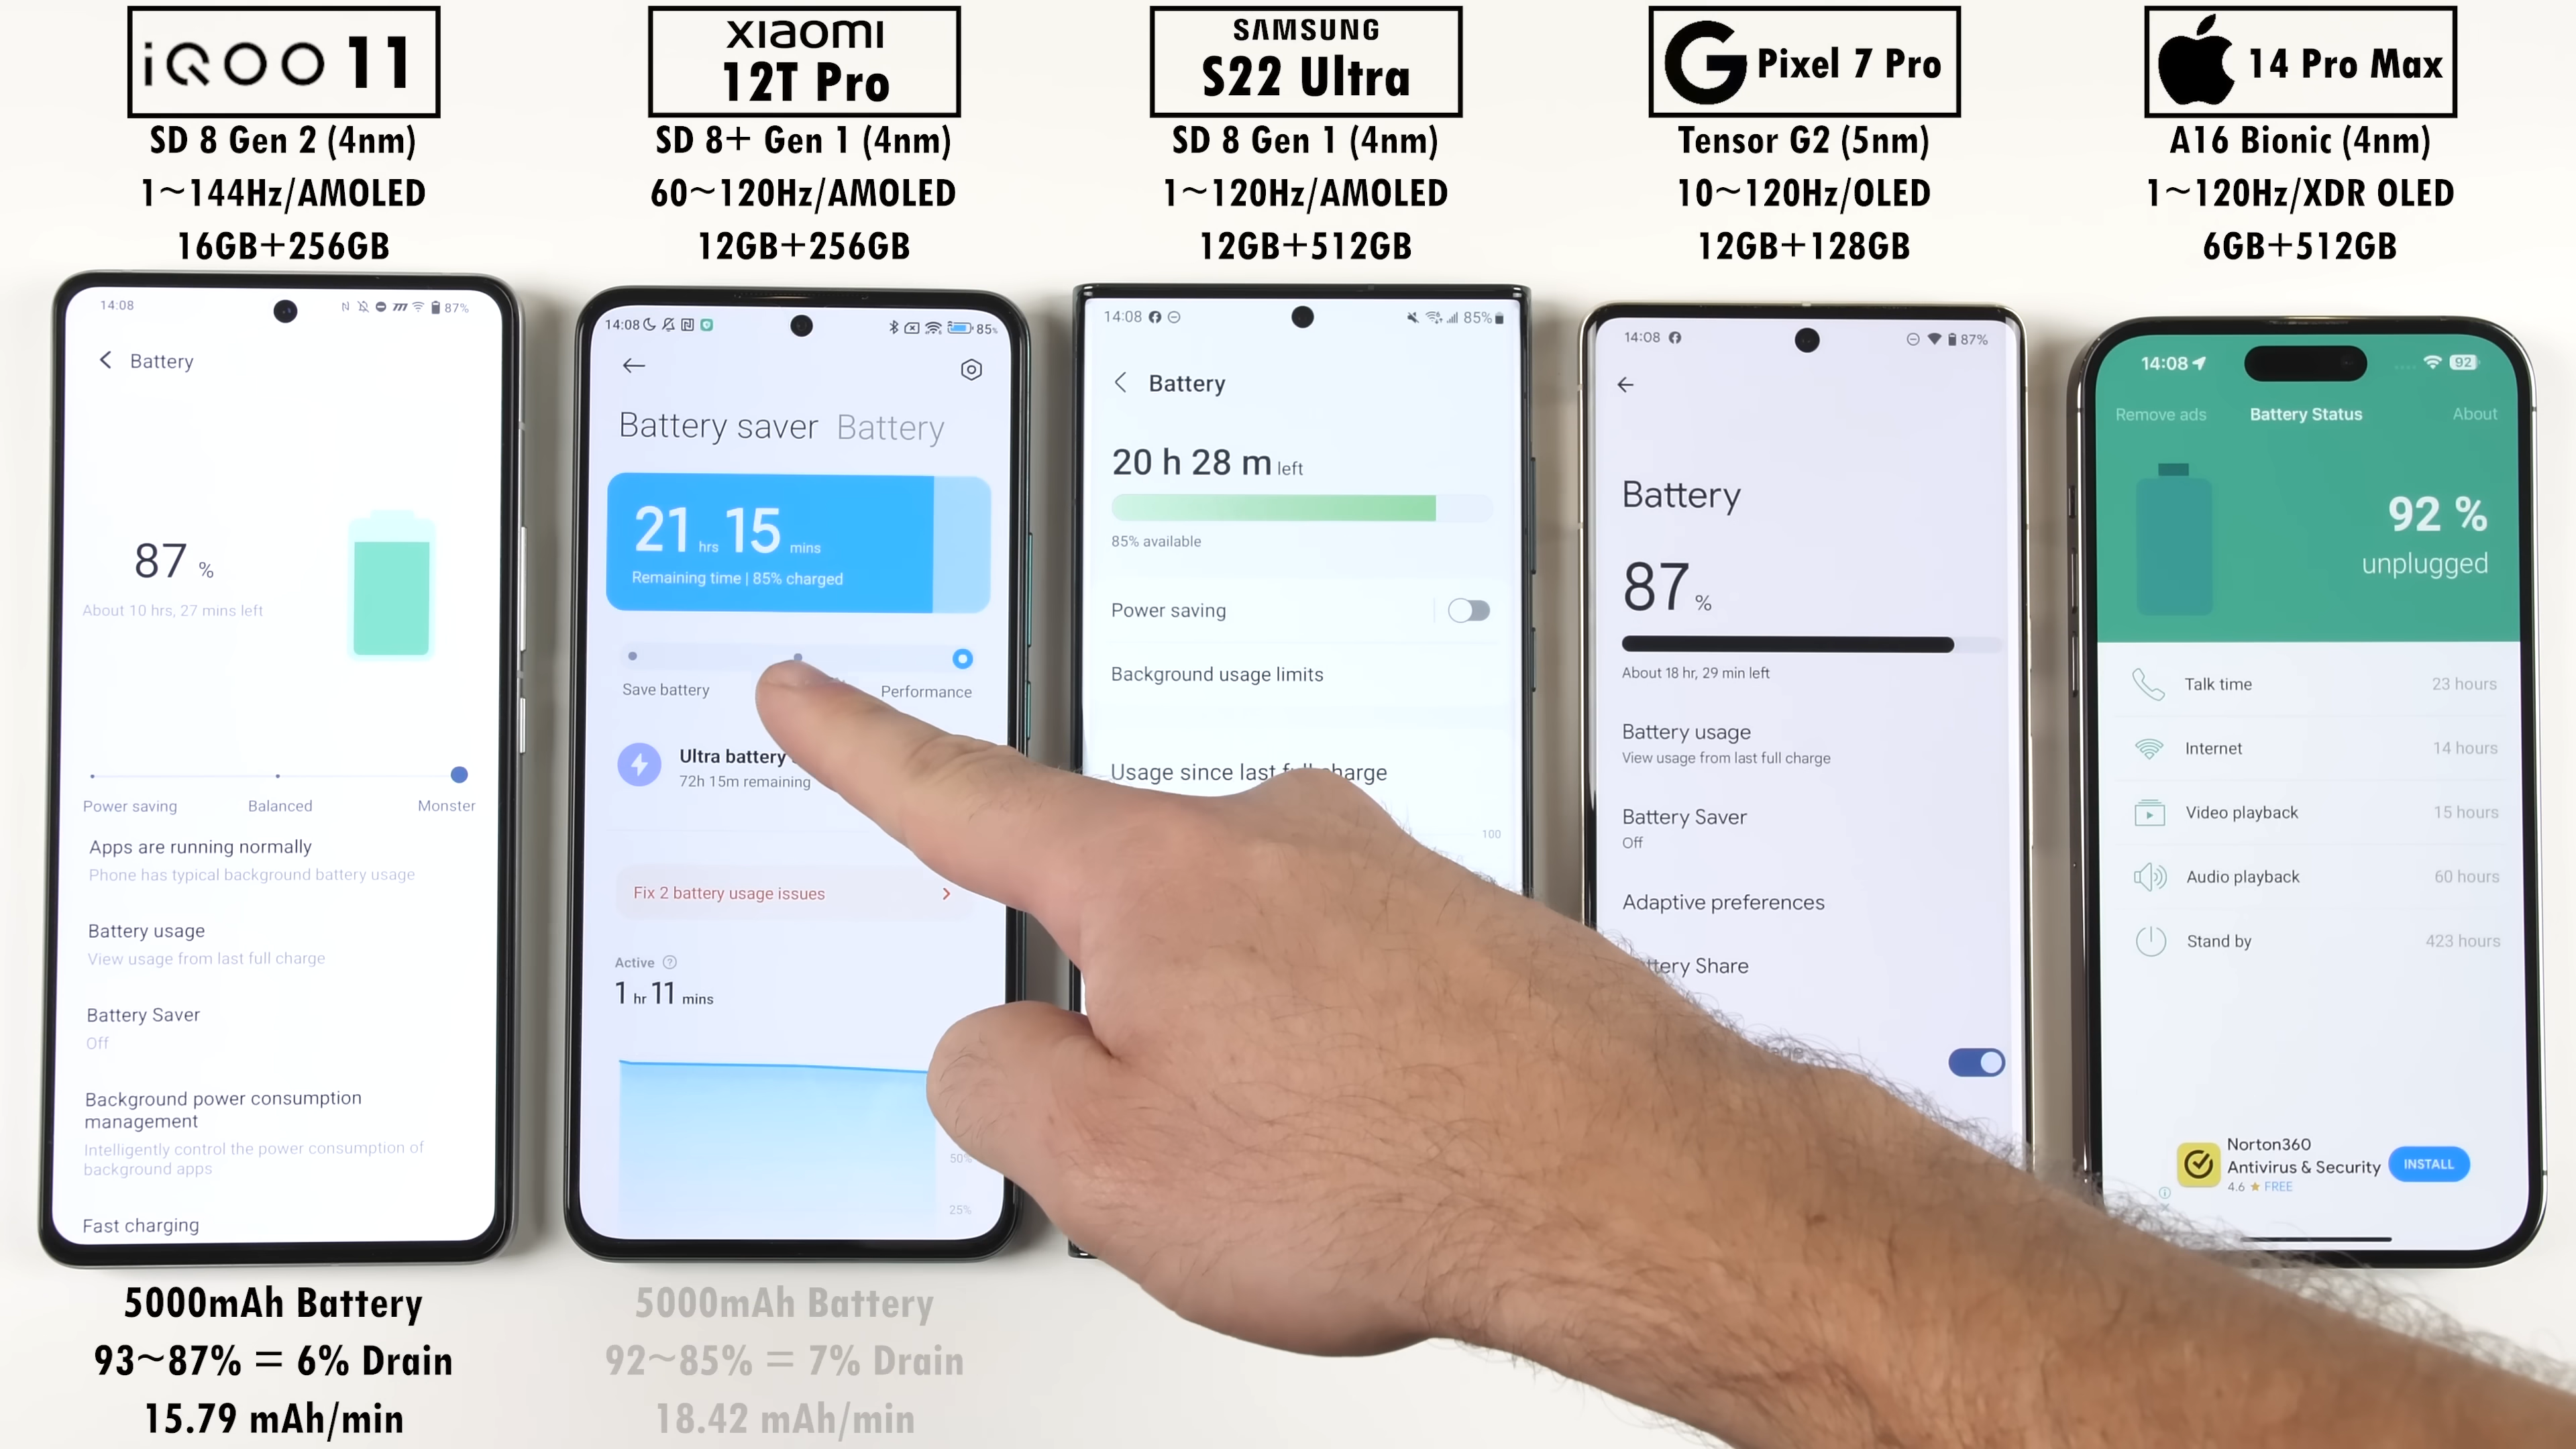 iQOO 11
SD 8 Gen 2 (4nm)
1~144Hz/AMOLED
16GB+256GB
xiaomi
12T Pro
SD 8+ Gen 1 (4nm)
60~120Hz/AMOLED
12GB+256GB
SAMSUNG
S22 Ultra
SD 8 Gen 1 (4nm)
1~120Hz/AMOLED
12GB+512GB
G Pixel 7 Pro
Tensor G2 (5nm)
10~120Hz/OLED
12GB+128GB
14 Pro Max
A16 Bionic (4nm)
1~120Hz/XDR OLED
6GB+512GB
14:08 87%
Battery
87 %
About 10 hrs, 27 mins left
Power saving Balanced Monster
Apps are running normally
Phone has typical background battery usage
Battery usage
View usage from last full charge
Battery Saver
Off
Background power consumption
management
Intelligently control the power consumption of
background apps
Fast charging
14:08 85%
Battery saver Battery
21 hrs 15 mins
Remaining time | 85% charged
Save battery Performance
Ultra battery
72h 15m remaining
Fix 2 battery usage issues
Active
1 hr 11 mins
50%
25%
14:08 85%
Battery
20 h 28 m left
85% available
Power saving
Background usage limits
Usage since last full charge
100
14:08 87%
Battery
87 %
About 18 hr, 29 min left
Battery usage
View usage from last full charge
Battery Saver
Off
Adaptive preferences
ttery Share
14:08 92
Remove ads Battery Status About
92 %
unplugged
Talk time 23 hours
Internet 14 hours
Video playback 15 hours
Audio playback 60 hours
Stand by 423 hours
Norton360
Antivirus & Security
4.6 ★ FREE
INSTALL
5000mAh Battery
93~87% = 6% Drain
15.79 mAh/min
5000mAh Battery
92~85% = 7% Drain
18.42 mAh/min